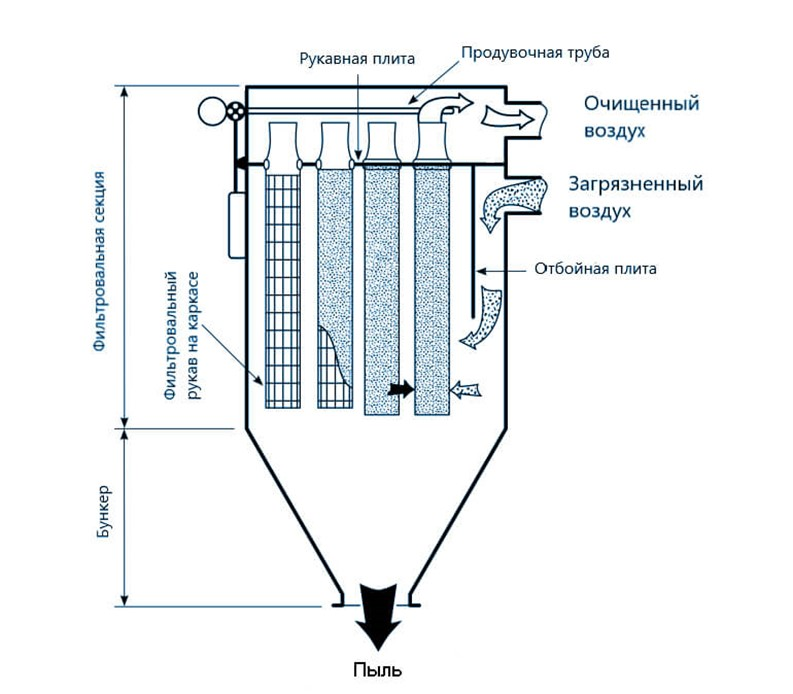 Рукавная плита
Продувочная труба
Очищенный
воздух
Загрязненный
воздух
Отбойная плита
Фильтровальная секция
Фильтровальный
рукав на каркасе
Бункер
Пыль